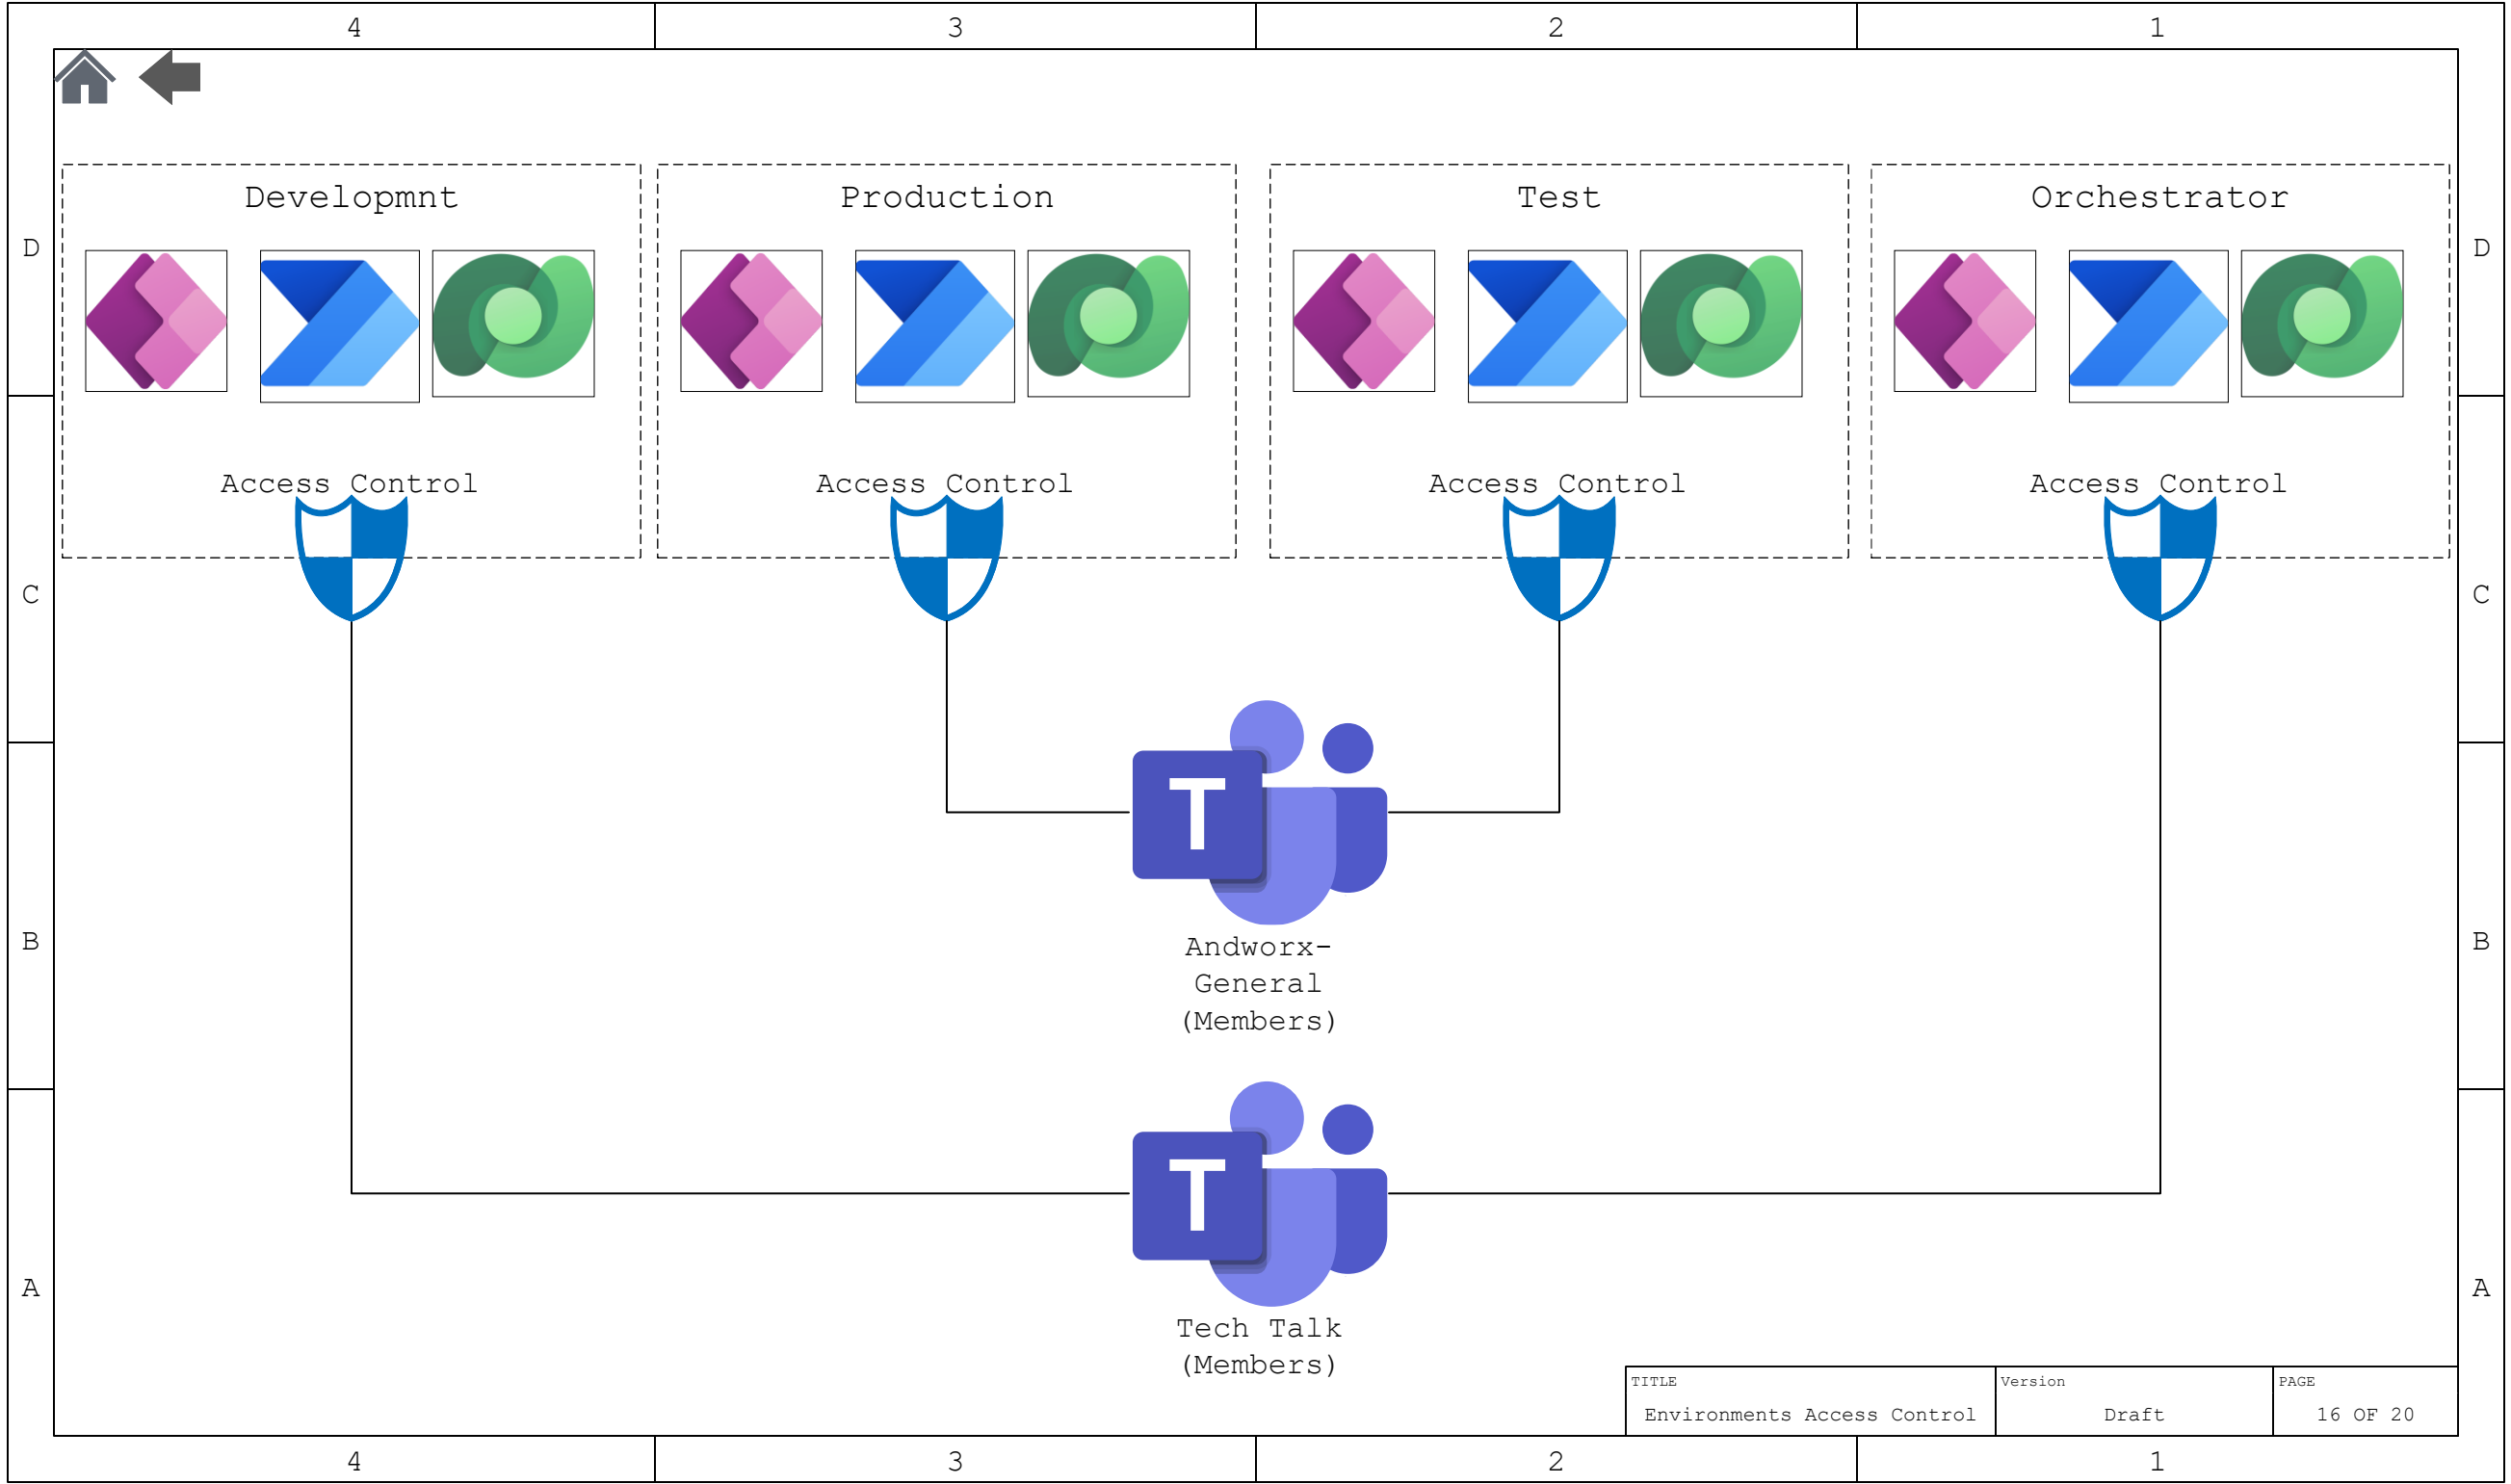 4 3 2 1
Developmnt Production Test Orchestrator
D D
Access Control Access Control Access Control Access Control
C C
T
B B
Andworx-
General
(Members)
T
A A
Tech Talk
(Members)
TITLE Version PAGE
Environments Access Control Draft 16 OF 20
4 3 2 1